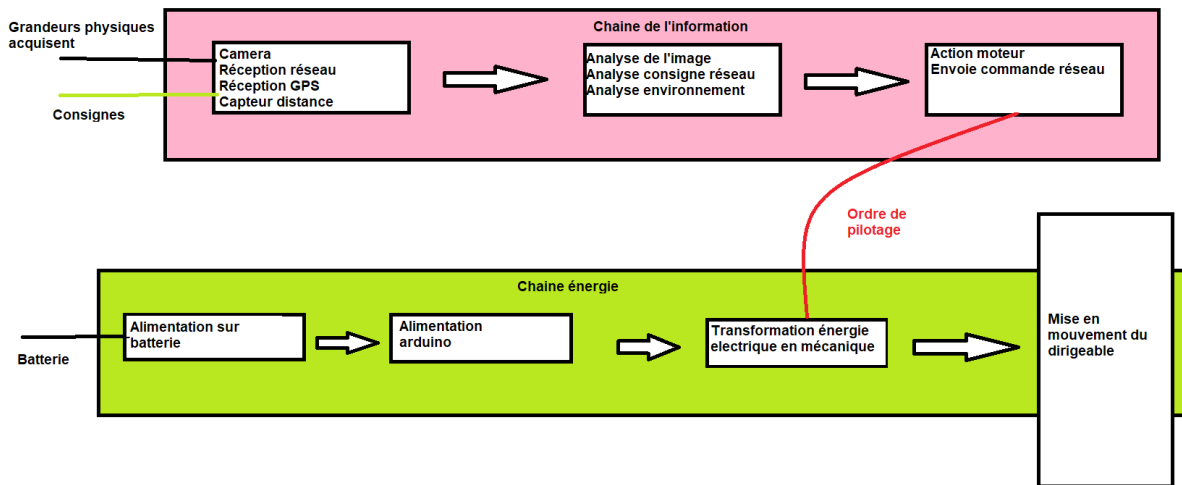 Grandeurs physiques
acquisent
Consignes
Chaine de l'information
Camera
Réception réseau
Réception GPS
Capteur distance
Analyse de l'image
Analyse consigne réseau
Analyse environnement
Action moteur
Envoie commande réseau
Ordre de
pilotage
Chaine énergie
Batterie
Alimentation sur
batterie
Alimentation
arduino
Transformation énergie
electrique en mécanique
Mise en
mouvement du
dirigeable